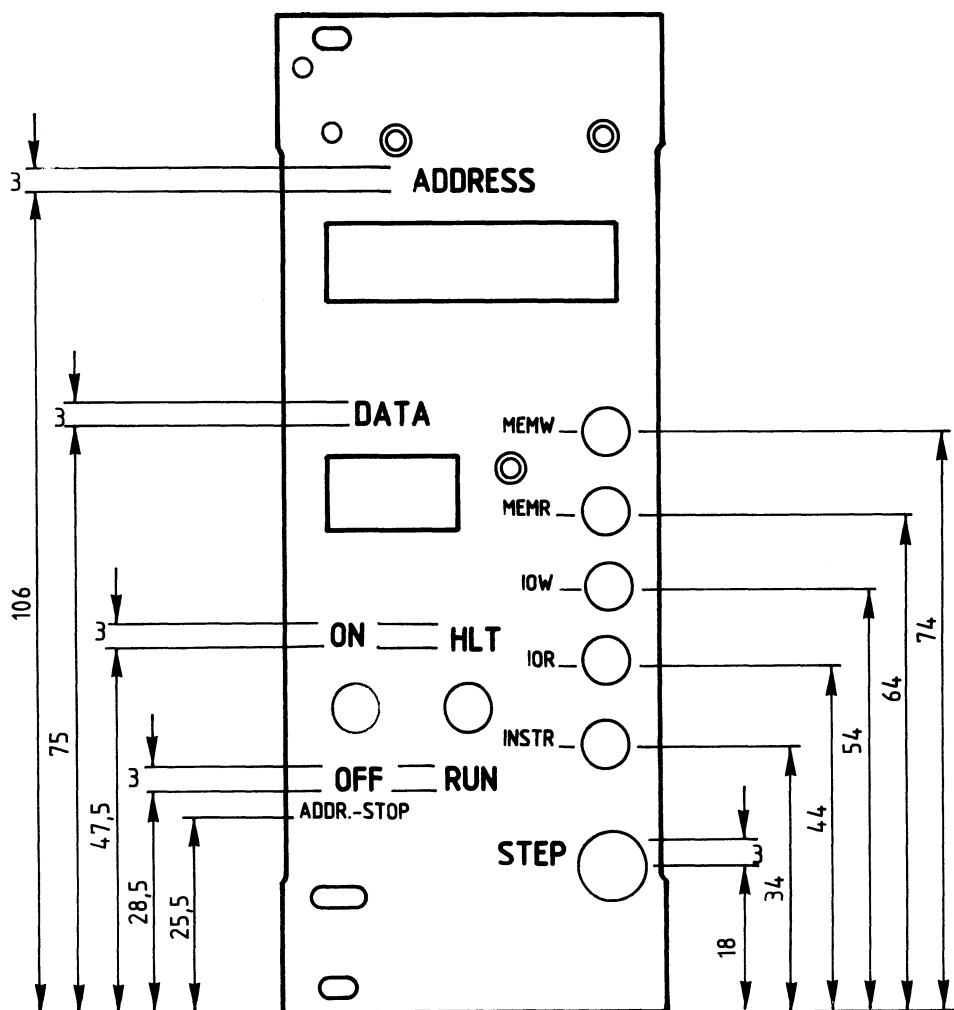 3
ADDRESS
3
DATA
MEMW
MEMR
106
IOW
74
3
ON
HLT
IOR
64
75
INSTR
54
3
OFF
RUN
47,5
ADDR.-STOP
44
STEP
3
28,5
25,5
34
18